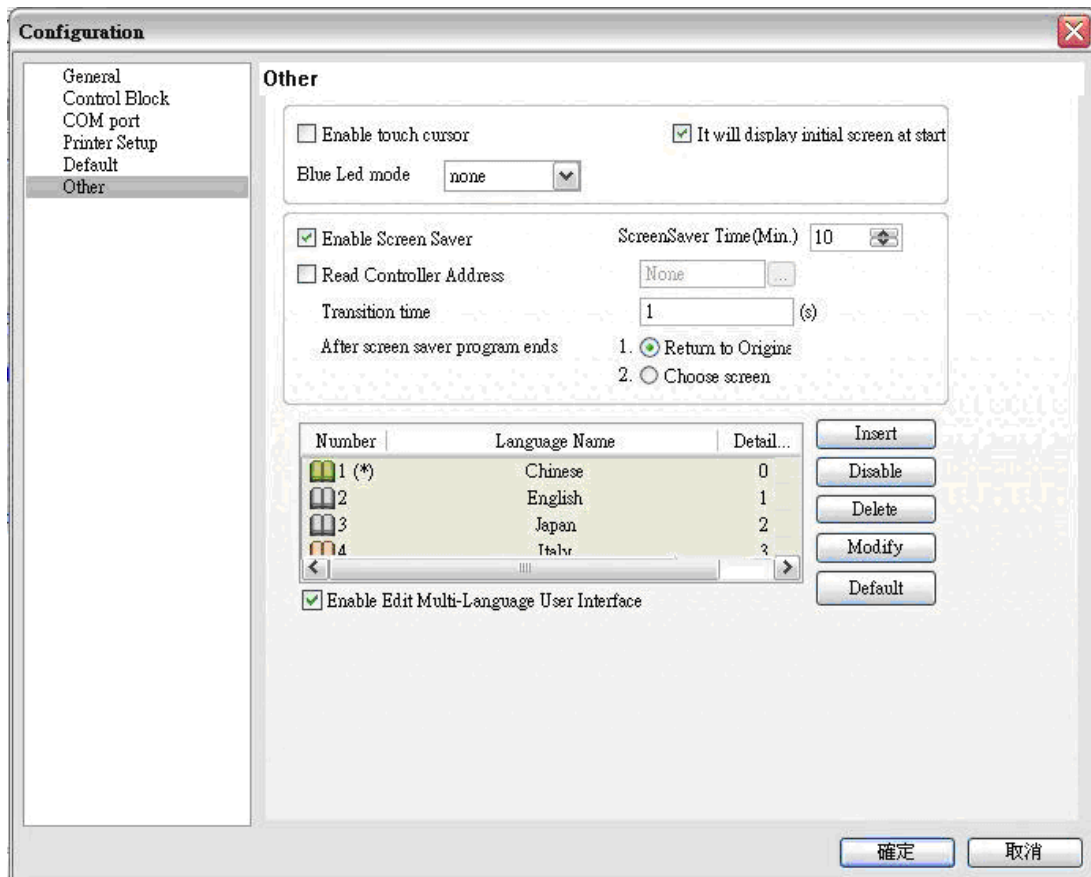 Configuration
General
Control Block
COM port
Printer Setup
Default
Other
Other
Enable touch cursor
It will display initial screen at start
Blue Led mode
none
Enable Screen Saver
ScreenSaver Time(Min.)
10
Read Controller Address
None
...
Transition time
1
(s)
After screen saver program ends
1. Return to Origina
2. Choose screen
Number Language Name Detail...
1 (*) Chinese 0
2 English 1
3 Japan 2
4 Italy 3
Insert
Disable
Delete
Modify
Default
Enable Edit Multi-Language User Interface
確定
取消